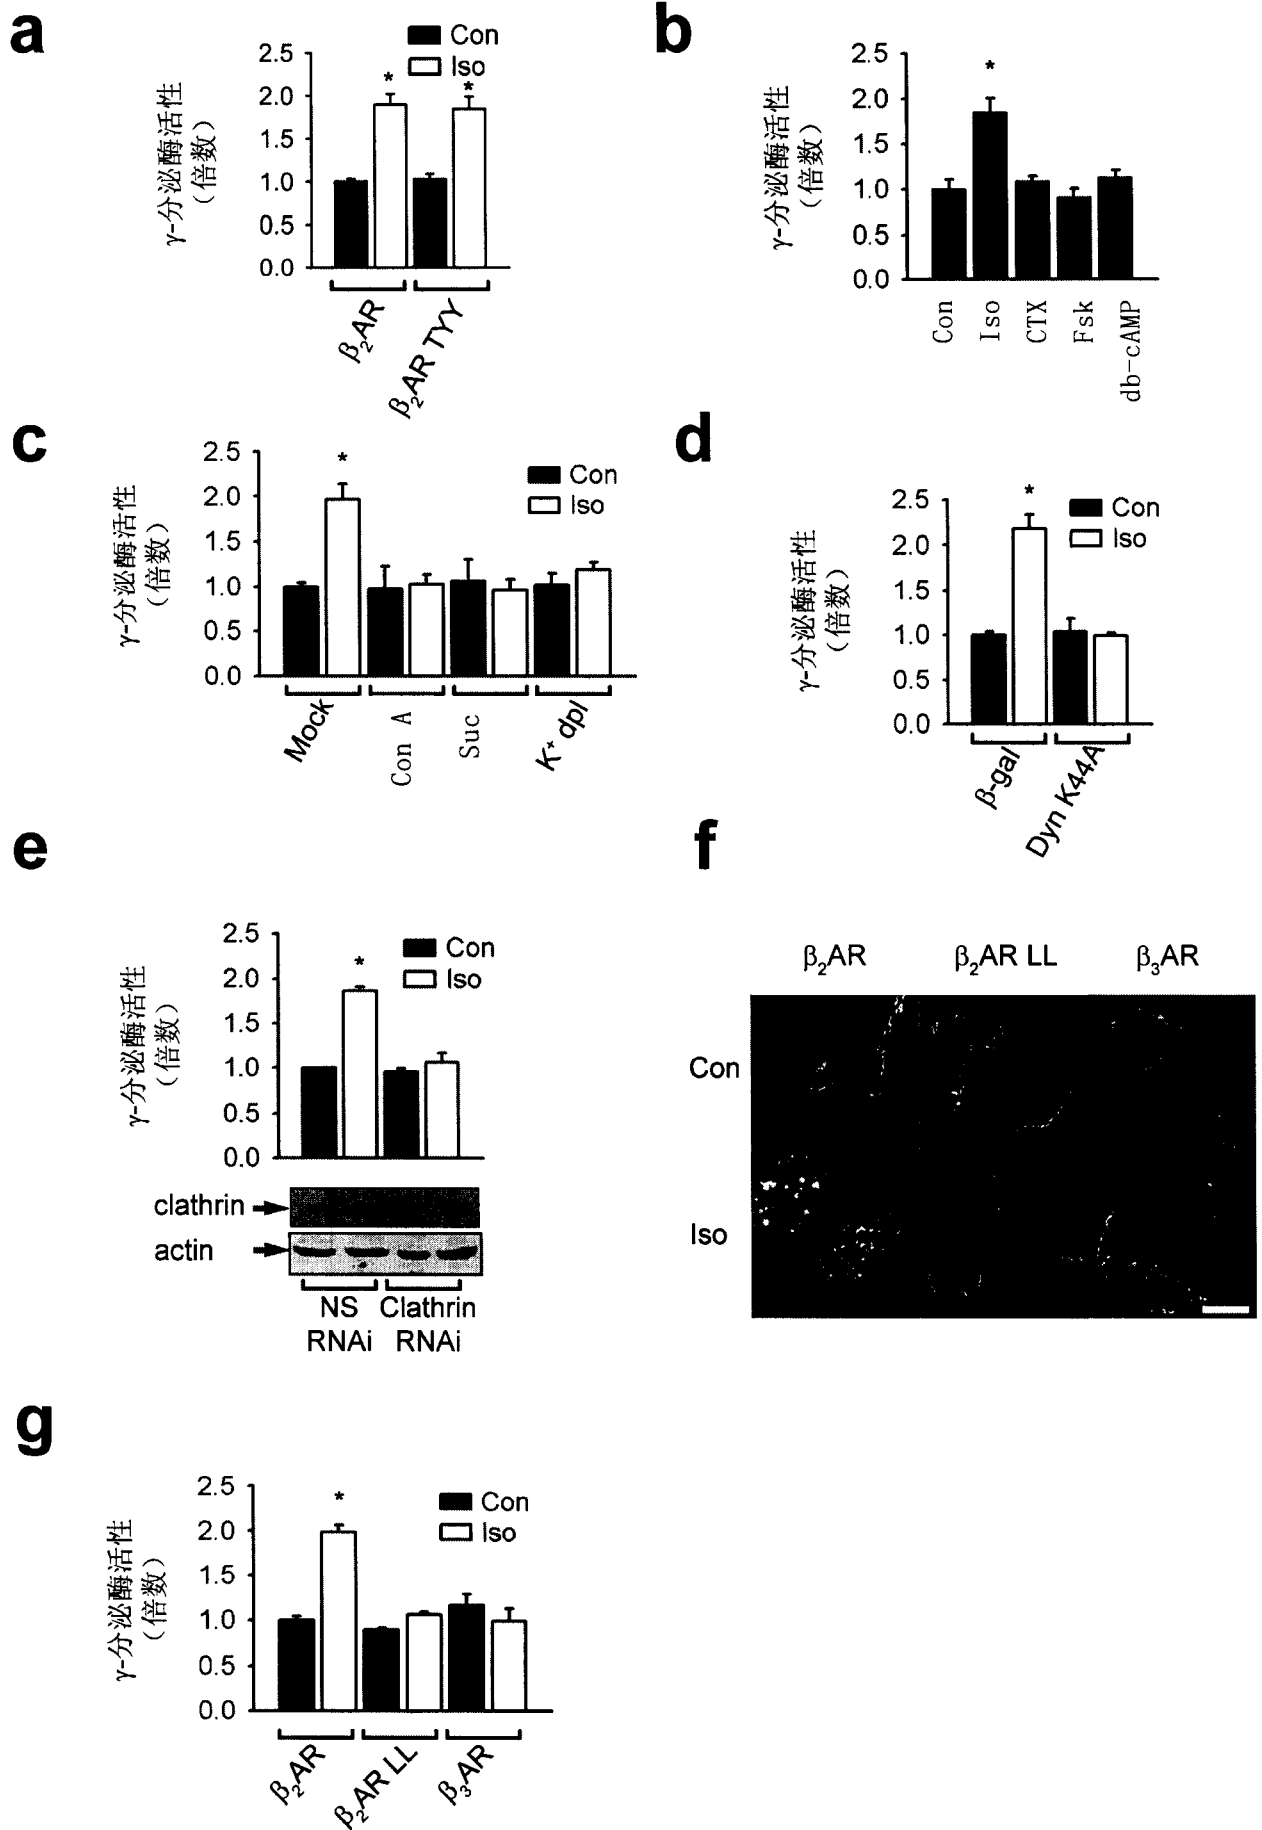 a
Con
Iso
γ-分泌酶活性
（倍数）
2.5
2.0
1.5
1.0
0.5
0.0
*
*
β₂AR
β₂AR TYY
b
γ-分泌酶活性
（倍数）
2.5
2.0
1.5
1.0
0.5
0.0
*
Con
Iso
CTX
Fsk
db-cAMP
c
γ-分泌酶活性
（倍数）
2.5
2.0
1.5
1.0
0.5
0.0
*
Con
Iso
Mock
Con A
Suc
K⁺ dpl
d
γ-分泌酶活性
（倍数）
2.5
2.0
1.5
1.0
0.5
0.0
*
Con
Iso
β-gal
Dyn K44A
e
γ-分泌酶活性
（倍数）
2.5
2.0
1.5
1.0
0.5
0.0
*
Con
Iso
clathrin
actin
NS RNAi
Clathrin RNAi
f
β₂AR
β₂AR LL
β₃AR
Con
Iso
g
γ-分泌酶活性
（倍数）
2.5
2.0
1.5
1.0
0.5
0.0
*
Con
Iso
β₂AR
β₂AR LL
β₃AR